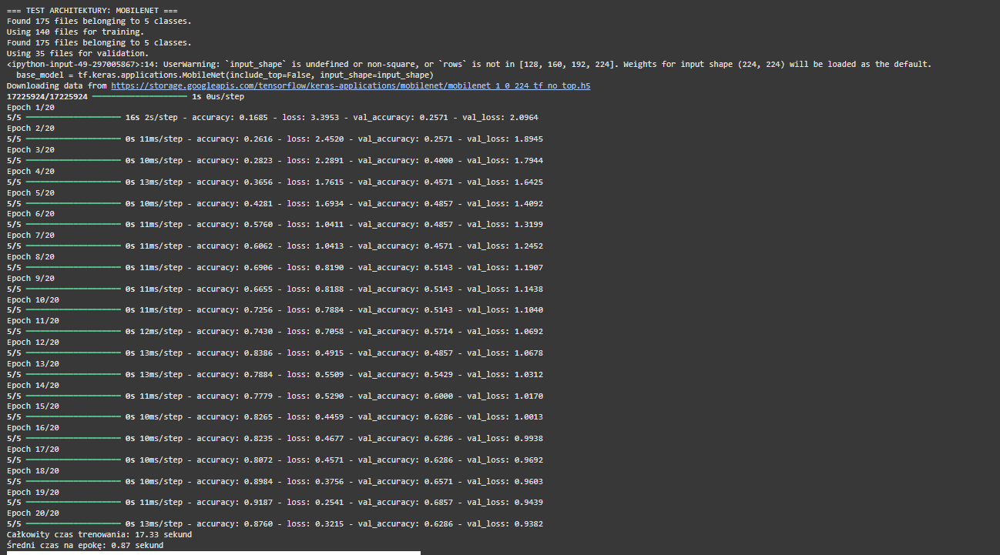 === TEST ARCHITEKTURY: MOBILENET ===
Found 175 files belonging to 5 classes.
Using 140 files for training.
Found 175 files belonging to 5 classes.
Using 35 files for validation.
<ipython-input-49-297005867>:14: UserWarning: `input_shape` is undefined or non-square, or `rows` is not in [128, 160, 192, 224]. Weights for input shape (224, 224) will be loaded as the default.
  base_model = tf.keras.applications.MobileNet(include_top=False, input_shape=input_shape)
Downloading data from https://storage.googleapis.com/tensorflow/keras-applications/mobilenet/mobilenet_1_0_224_tf_no_top.h5
17225924/17225924 ━━━━━━━━━━━━━━━━━━━━ 1s 0us/step
Epoch 1/20
5/5 ━━━━━━━━━━━━━━━━━━━━ 16s 2s/step - accuracy: 0.1685 - loss: 3.3953 - val_accuracy: 0.2571 - val_loss: 2.0964
Epoch 2/20
5/5 ━━━━━━━━━━━━━━━━━━━━ 0s 11ms/step - accuracy: 0.2616 - loss: 2.4520 - val_accuracy: 0.2571 - val_loss: 1.8945
Epoch 3/20
5/5 ━━━━━━━━━━━━━━━━━━━━ 0s 10ms/step - accuracy: 0.2823 - loss: 2.2891 - val_accuracy: 0.4000 - val_loss: 1.7944
Epoch 4/20
5/5 ━━━━━━━━━━━━━━━━━━━━ 0s 13ms/step - accuracy: 0.3656 - loss: 1.7615 - val_accuracy: 0.4571 - val_loss: 1.6425
Epoch 5/20
5/5 ━━━━━━━━━━━━━━━━━━━━ 0s 10ms/step - accuracy: 0.4281 - loss: 1.6934 - val_accuracy: 0.4857 - val_loss: 1.4092
Epoch 6/20
5/5 ━━━━━━━━━━━━━━━━━━━━ 0s 11ms/step - accuracy: 0.5760 - loss: 1.0411 - val_accuracy: 0.4857 - val_loss: 1.3199
Epoch 7/20
5/5 ━━━━━━━━━━━━━━━━━━━━ 0s 11ms/step - accuracy: 0.6062 - loss: 1.0413 - val_accuracy: 0.4571 - val_loss: 1.2452
Epoch 8/20
5/5 ━━━━━━━━━━━━━━━━━━━━ 0s 11ms/step - accuracy: 0.6906 - loss: 0.8190 - val_accuracy: 0.5143 - val_loss: 1.1907
Epoch 9/20
5/5 ━━━━━━━━━━━━━━━━━━━━ 0s 11ms/step - accuracy: 0.6655 - loss: 0.8188 - val_accuracy: 0.5143 - val_loss: 1.1438
Epoch 10/20
5/5 ━━━━━━━━━━━━━━━━━━━━ 0s 11ms/step - accuracy: 0.7256 - loss: 0.7884 - val_accuracy: 0.5143 - val_loss: 1.1040
Epoch 11/20
5/5 ━━━━━━━━━━━━━━━━━━━━ 0s 12ms/step - accuracy: 0.7430 - loss: 0.7058 - val_accuracy: 0.5714 - val_loss: 1.0692
Epoch 12/20
5/5 ━━━━━━━━━━━━━━━━━━━━ 0s 13ms/step - accuracy: 0.8386 - loss: 0.4915 - val_accuracy: 0.4857 - val_loss: 1.0678
Epoch 13/20
5/5 ━━━━━━━━━━━━━━━━━━━━ 0s 13ms/step - accuracy: 0.7884 - loss: 0.5509 - val_accuracy: 0.5429 - val_loss: 1.0312
Epoch 14/20
5/5 ━━━━━━━━━━━━━━━━━━━━ 0s 11ms/step - accuracy: 0.7779 - loss: 0.5290 - val_accuracy: 0.6000 - val_loss: 1.0170
Epoch 15/20
5/5 ━━━━━━━━━━━━━━━━━━━━ 0s 10ms/step - accuracy: 0.8265 - loss: 0.4459 - val_accuracy: 0.6286 - val_loss: 1.0013
Epoch 16/20
5/5 ━━━━━━━━━━━━━━━━━━━━ 0s 10ms/step - accuracy: 0.8235 - loss: 0.4677 - val_accuracy: 0.6286 - val_loss: 0.9938
Epoch 17/20
5/5 ━━━━━━━━━━━━━━━━━━━━ 0s 10ms/step - accuracy: 0.8072 - loss: 0.4571 - val_accuracy: 0.6286 - val_loss: 0.9692
Epoch 18/20
5/5 ━━━━━━━━━━━━━━━━━━━━ 0s 10ms/step - accuracy: 0.8984 - loss: 0.3756 - val_accuracy: 0.6571 - val_loss: 0.9603
Epoch 19/20
5/5 ━━━━━━━━━━━━━━━━━━━━ 0s 11ms/step - accuracy: 0.9187 - loss: 0.2541 - val_accuracy: 0.6857 - val_loss: 0.9439
Epoch 20/20
5/5 ━━━━━━━━━━━━━━━━━━━━ 0s 13ms/step - accuracy: 0.8760 - loss: 0.3215 - val_accuracy: 0.6286 - val_loss: 0.9382
Całkowity czas trenowania: 17.33 sekund
Średni czas na epokę: 0.87 sekund